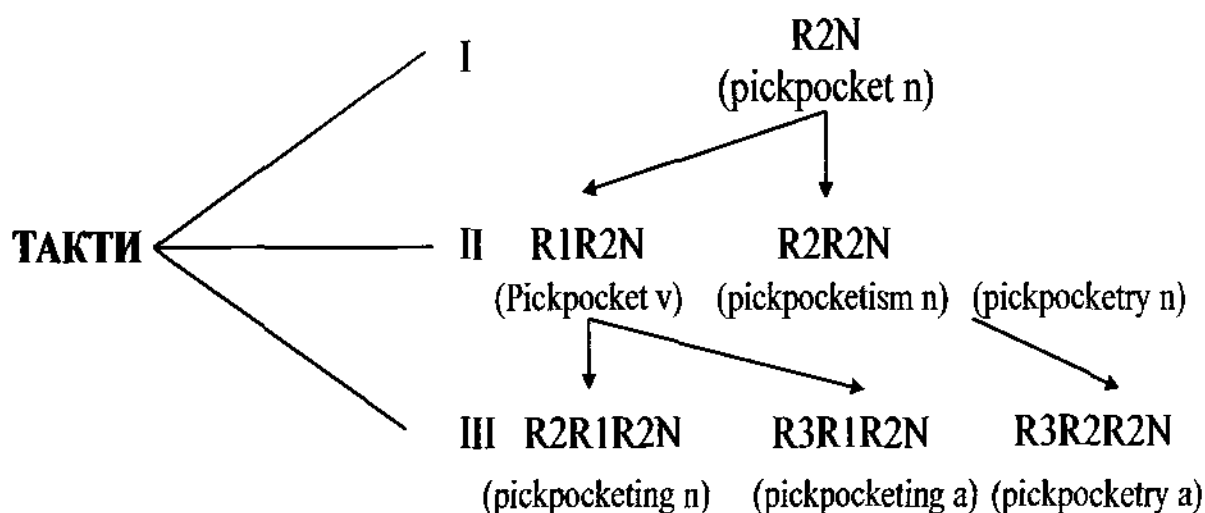 I R2N
(pickpocket n)
ТАКТИ II R1R2N R2R2N
(Pickpocket v) (pickpocketism n) (pickpocketry n)
III R2R1R2N R3R1R2N R3R2R2N
(pickpocketing n) (pickpocketing a) (pickpocketry a)